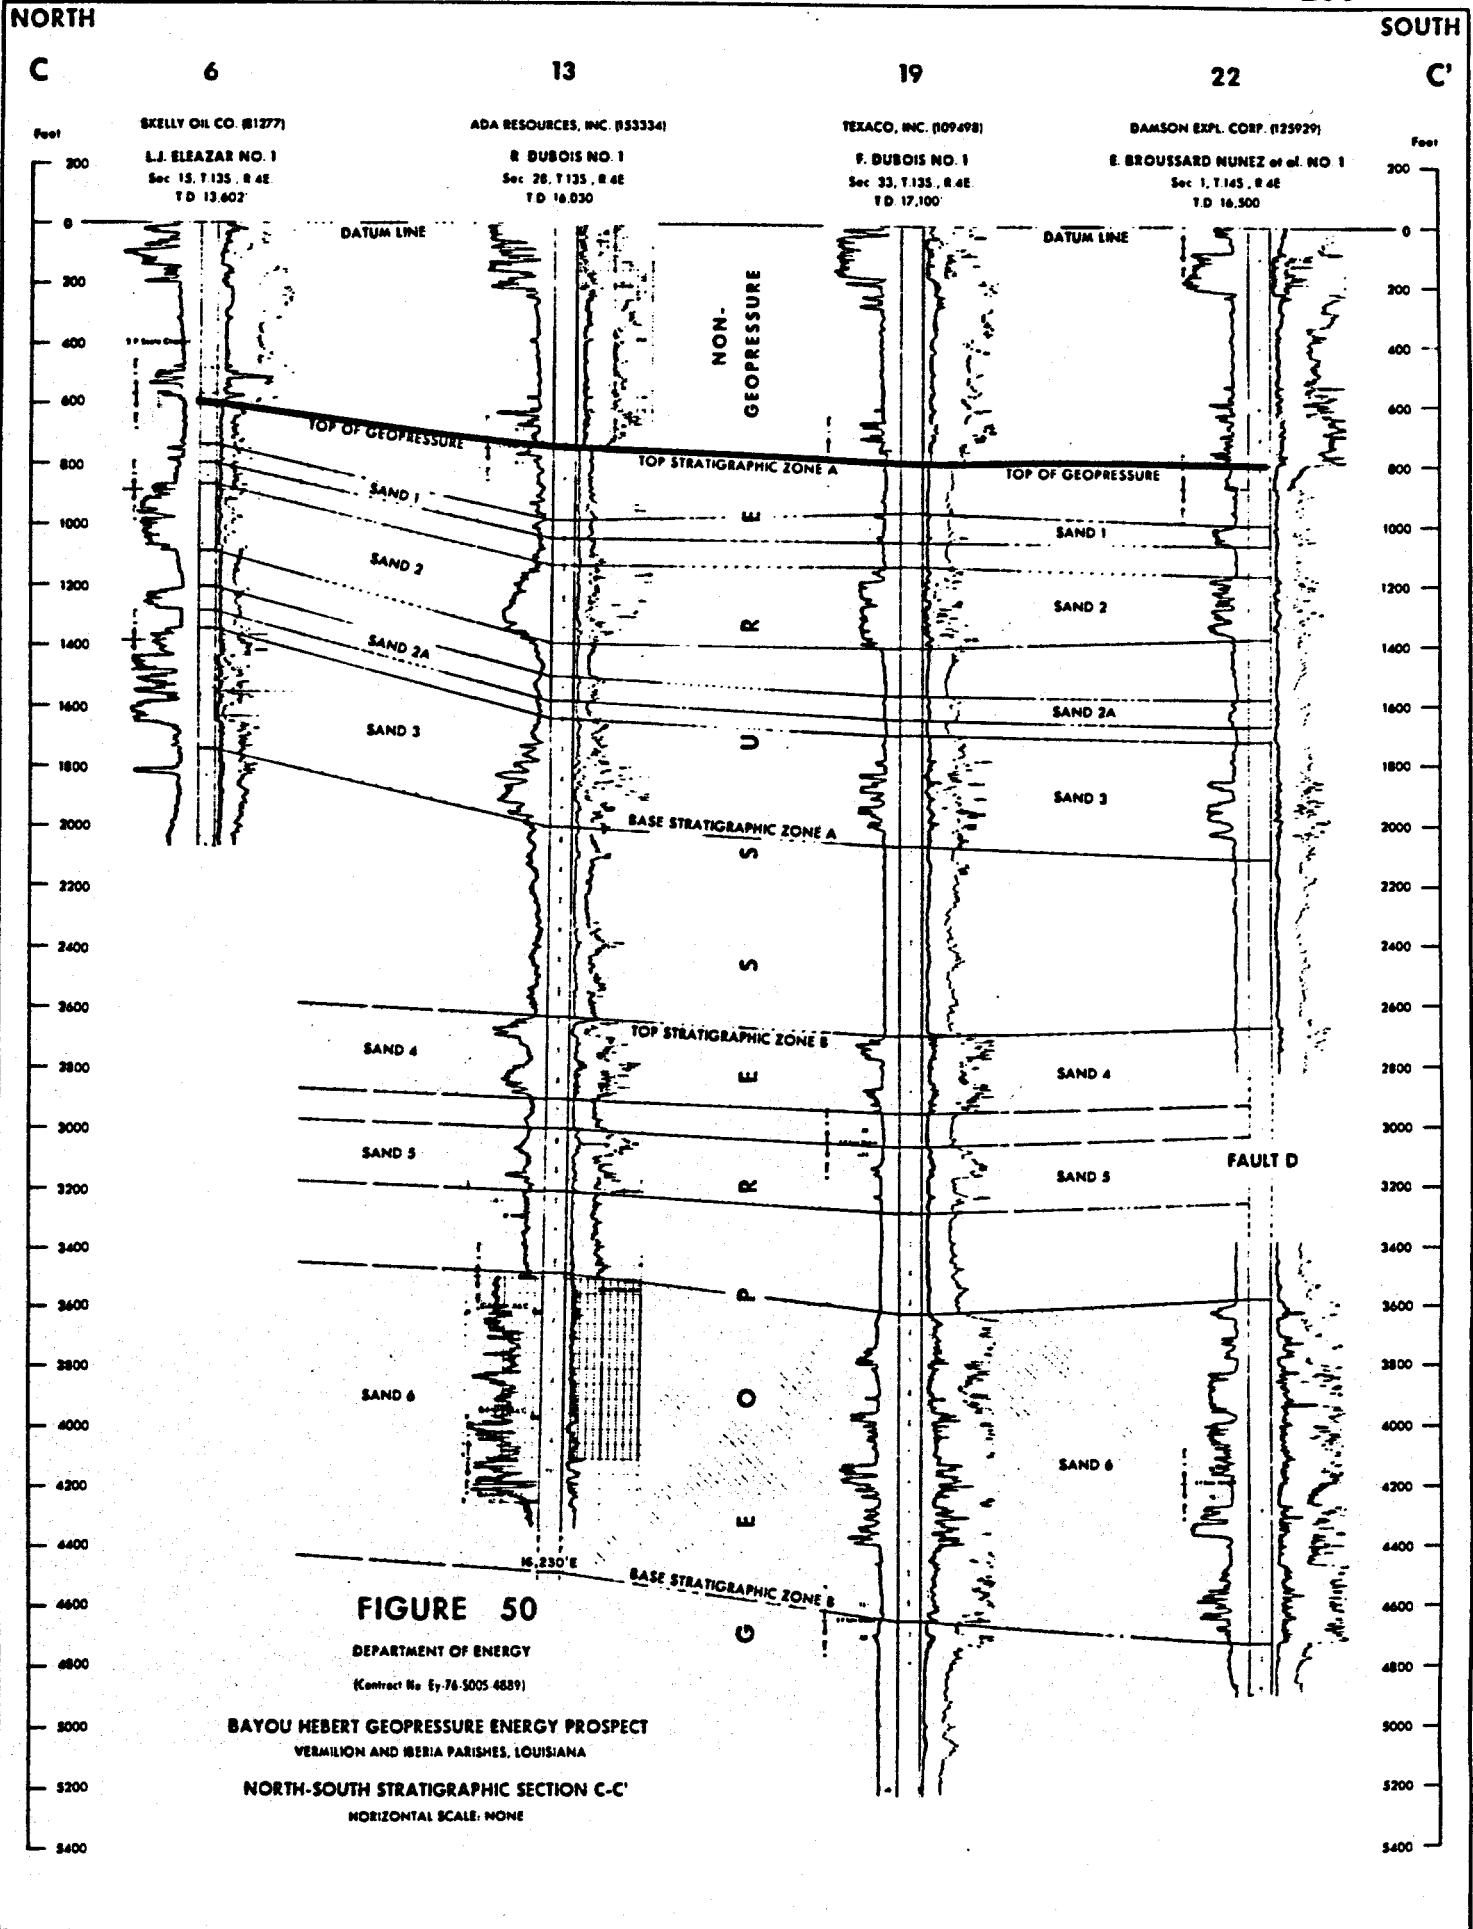 NORTH
SOUTH
C 6 13 19 22 C'
SKELLY OIL CO. (81277)
L.J. ELEAZAR NO. 1
Sec 15, T.13S., R 4E.
T D 13,602'
ADA RESOURCES, INC. (153334)
R DUBOIS NO. 1
Sec 28, T 13S., R 4E
T.D 16,030
TEXACO, INC. (109498)
F. DUBOIS NO. 1
Sec 33, T.13S., R.4E.
T D. 17,100'
DAMSON EXPL. CORP. (125929)
E. BROUSSARD NUNEZ et al. NO. 1
Sec 1, T.14S., R 4E
T.D 16,500
Feet
200
0
200
400
600
800
1000
1200
1400
1600
1800
2000
2200
2400
2600
2800
3000
3200
3400
3600
3800
4000
4200
4400
4600
4800
5000
5200
5400
Feet
200
0
200
400
600
800
1000
1200
1400
1600
1800
2000
2200
2400
2600
2800
3000
3200
3400
3600
3800
4000
4200
4400
4600
4800
5000
5200
5400
DATUM LINE
DATUM LINE
NON-
GEOPRESSURE
TOP OF GEOPRESSURE
TOP STRATIGRAPHIC ZONE A
TOP OF GEOPRESSURE
SAND 1
SAND 1
SAND 2
SAND 2
SAND 2A
SAND 2A
SAND 3
SAND 3
BASE STRATIGRAPHIC ZONE A
GEOPRESSURE
TOP STRATIGRAPHIC ZONE B
SAND 4
SAND 4
SAND 5
SAND 5
FAULT D
SAND 6
SAND 6
16,230'E
BASE STRATIGRAPHIC ZONE B
FIGURE 50
DEPARTMENT OF ENERGY
(Contract No Ey-76-S005-4889)
BAYOU HEBERT GEOPRESSURE ENERGY PROSPECT
VERMILION AND IBERIA PARISHES, LOUISIANA
NORTH-SOUTH STRATIGRAPHIC SECTION C-C'
HORIZONTAL SCALE: NONE